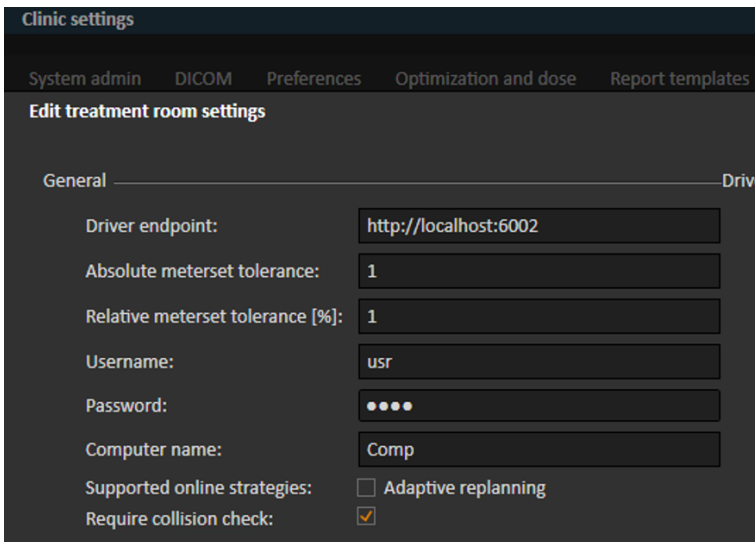 Clinic settings
System admin DICOM Preferences Optimization and dose Report templates
Edit treatment room settings
General Driv
Driver endpoint: http://localhost:6002
Absolute meterset tolerance: 1
Relative meterset tolerance [%]: 1
Username: usr
Password: ●●●●
Computer name: Comp
Supported online strategies: Adaptive replanning
Require collision check: